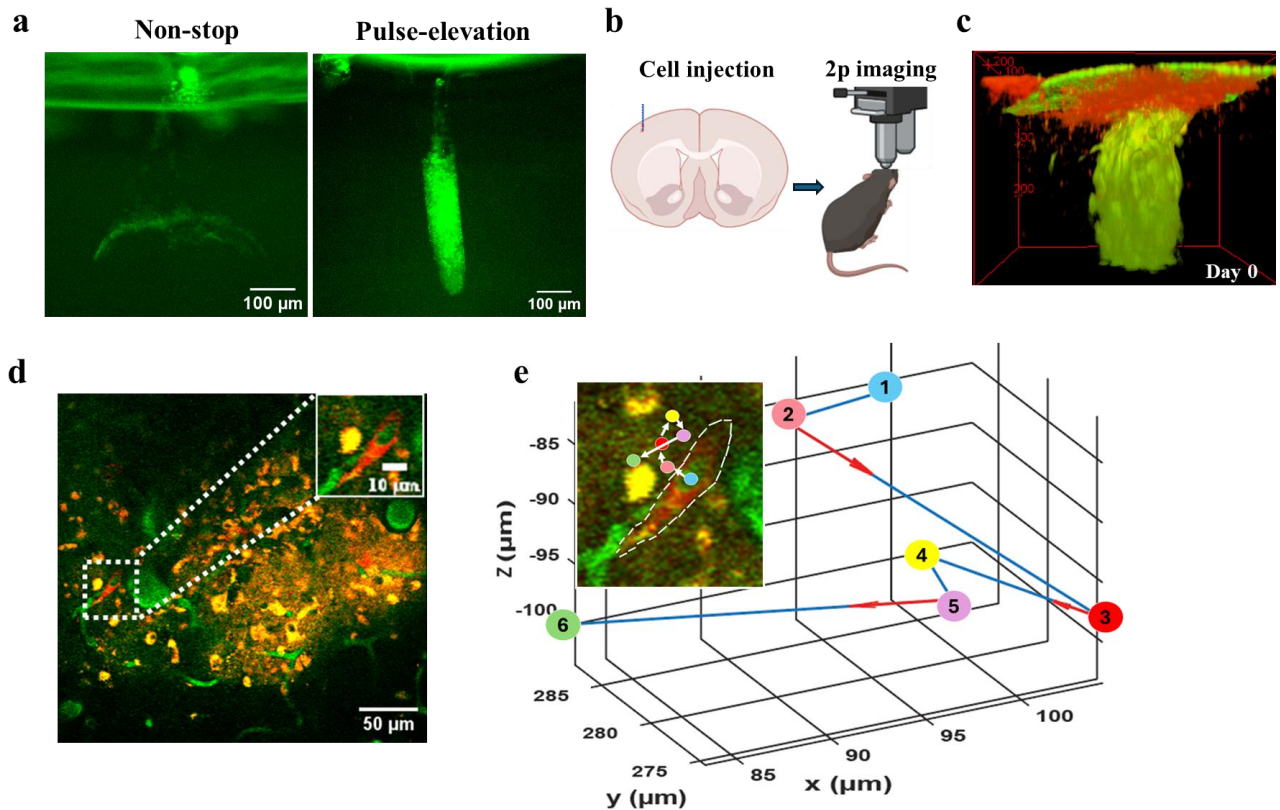 a
Non-stop
Pulse-elevation
100 µm
100 µm
b
Cell injection
2p imaging
c
200
100
200
Day 0
d
10 µm
50 µm
e
1
2
3
4
5
6
-85
-90
-95
-100
Z (µm)
285
280
275
y (µm)
85
90
95
100
x (µm)